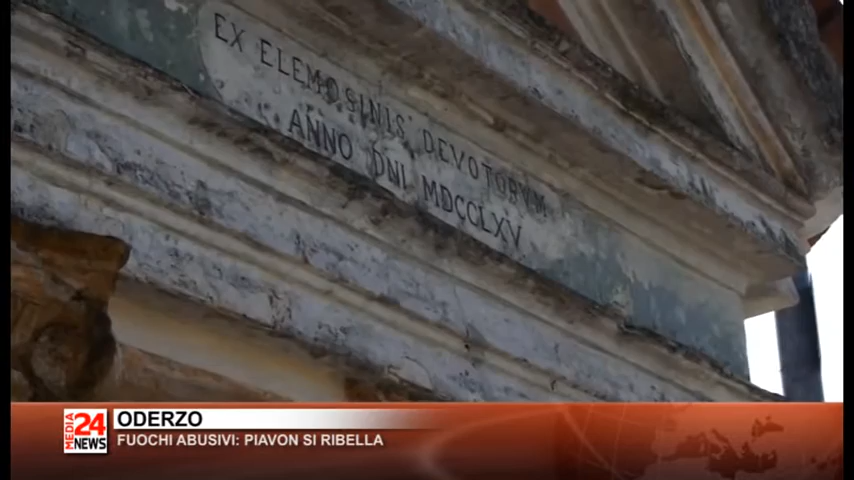 EX ELEMOSINIS DEVOTORVM
ANNO DNI MDCCLXV
MEDIA 24 NEWS
ODERZO
FUOCHI ABUSIVI: PIAVON SI RIBELLA